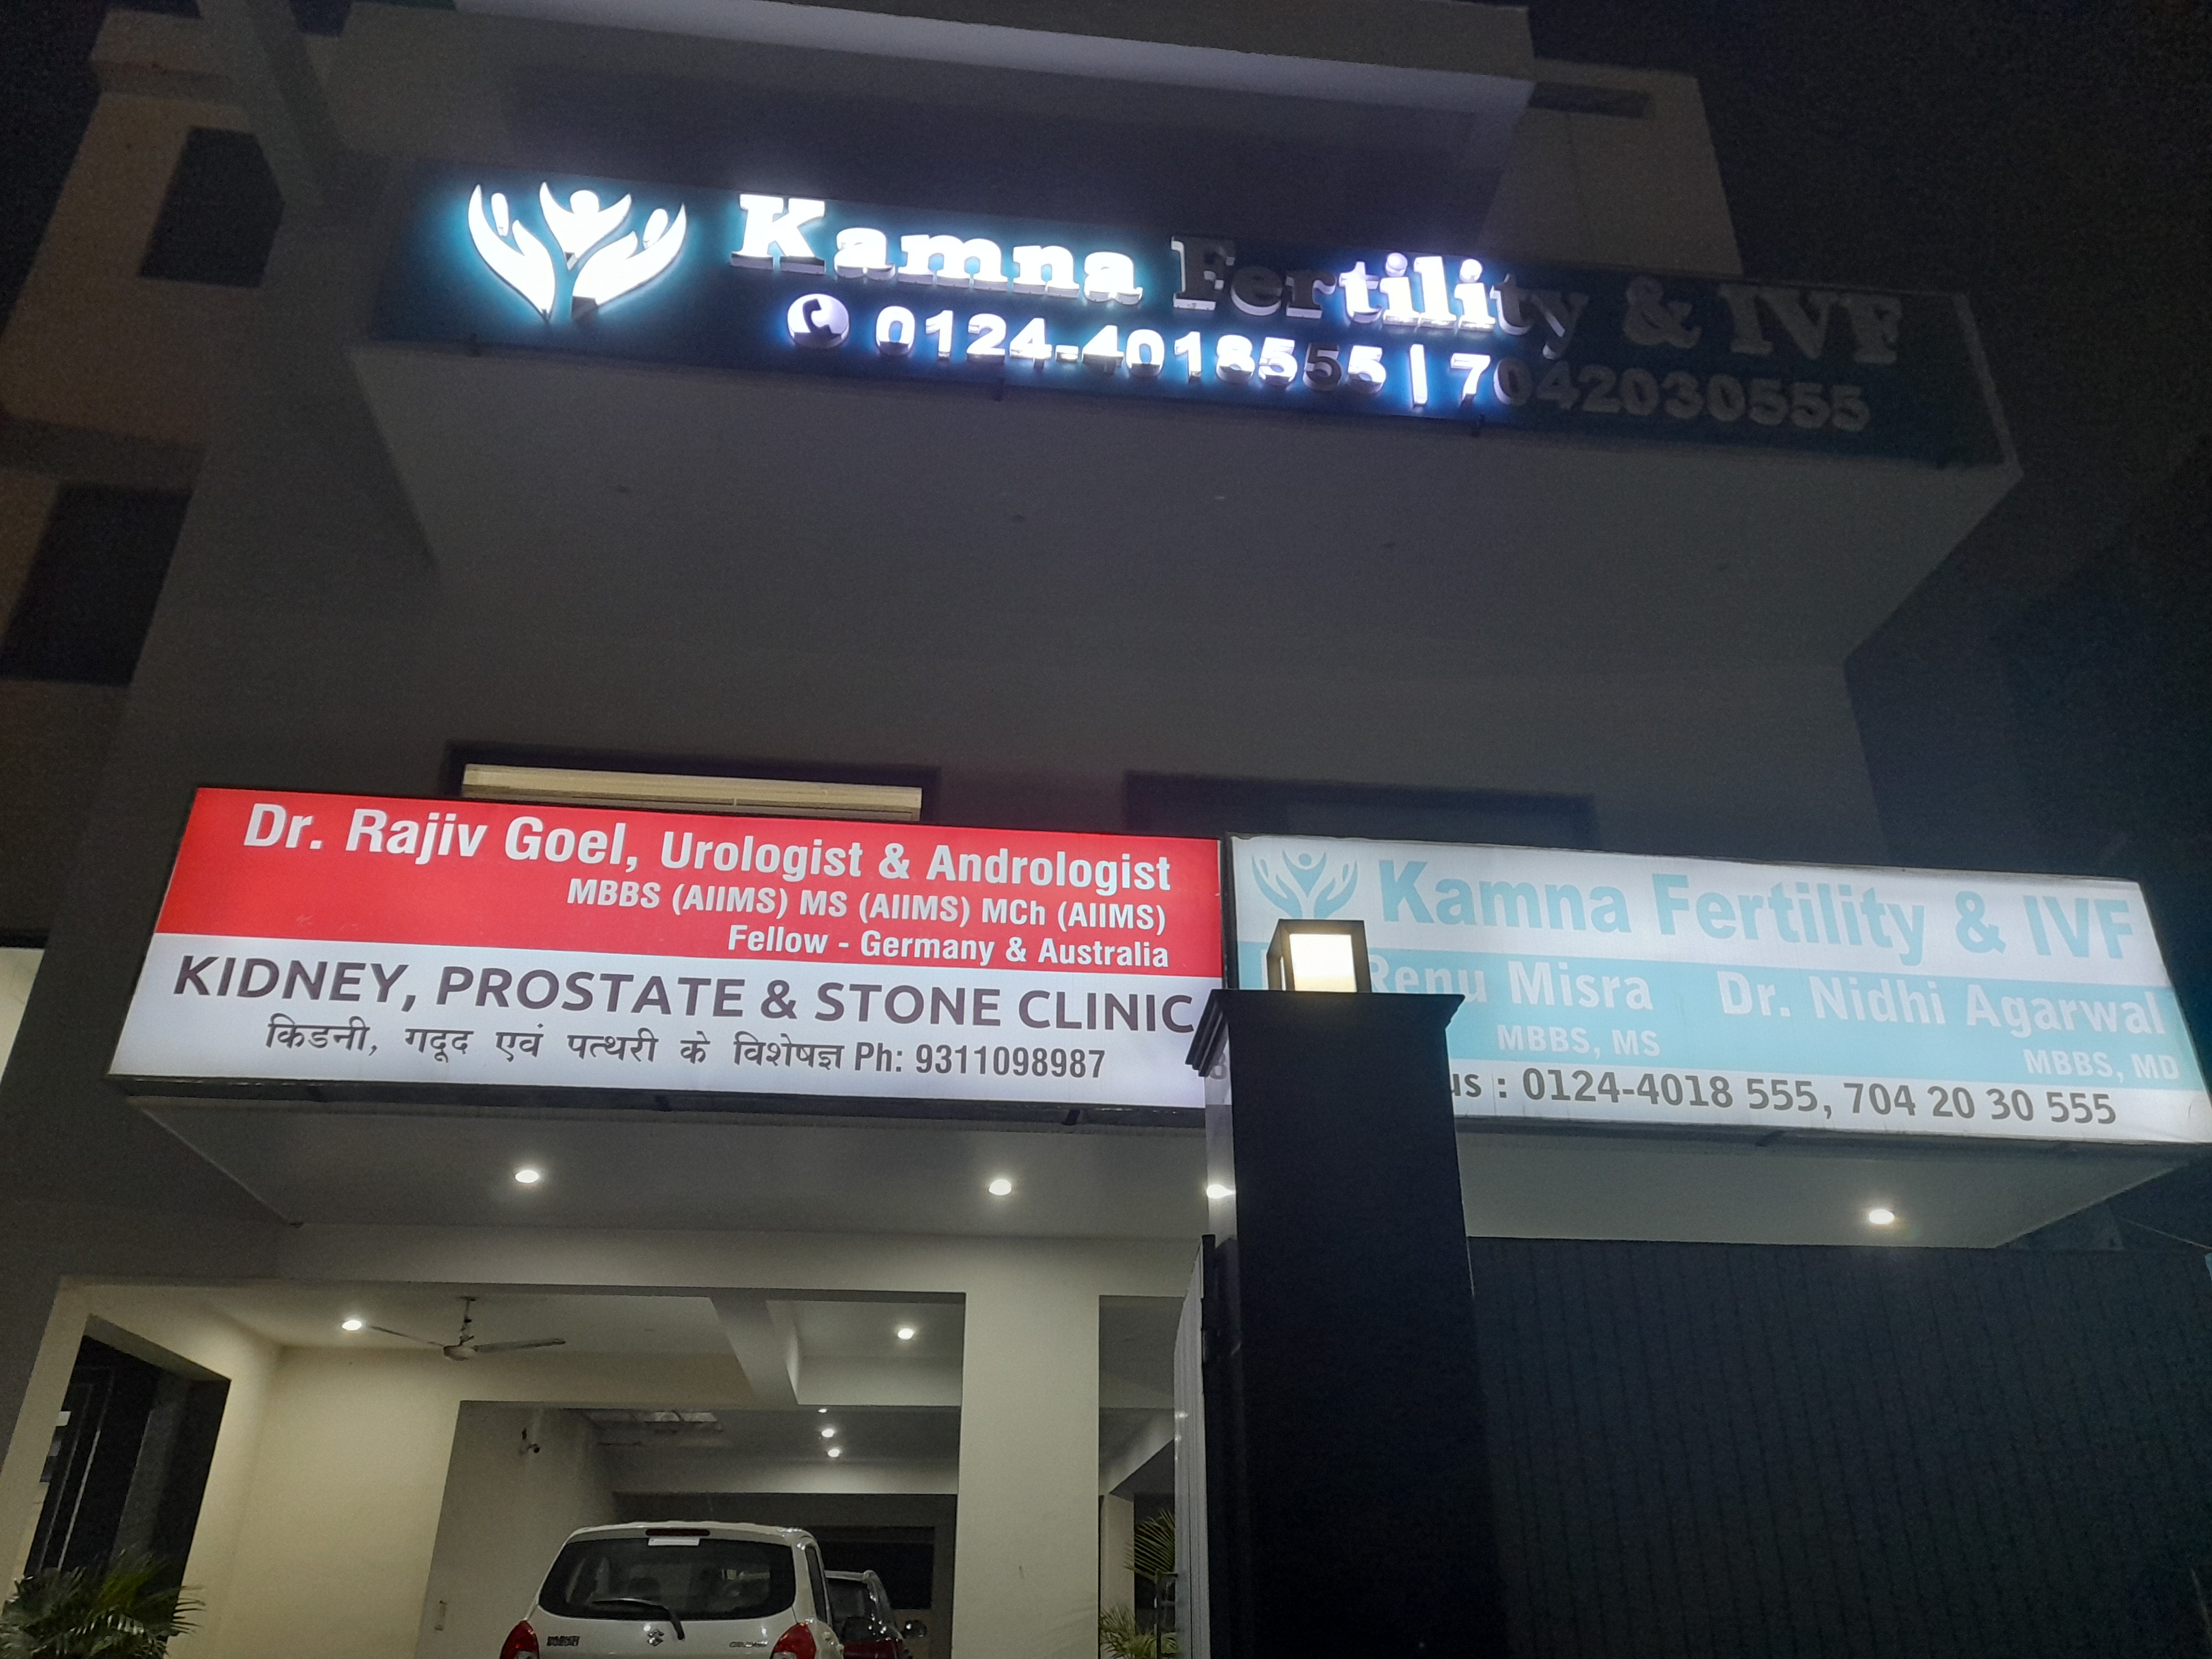 Kamna Fertility & IVF
0124-4018555 | 7042030555
Dr. Rajiv Goel, Urologist & Andrologist
MBBS (AIIMS) MS (AIIMS) MCh (AIIMS)
Fellow - Germany & Australia
KIDNEY, PROSTATE & STONE CLINIC
किडनी, गदूद एवं पत्थरी के विशेषज्ञ Ph: 9311098987
Kamna Fertility & IVF
Renu Misra Dr. Nidhi Agarwal
MBBS, MS MBBS, MD
us : 0124-4018 555, 704 20 30 555